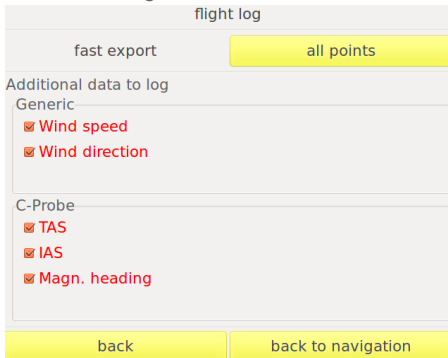 flight log
fast export
all points
Additional data to log
Generic
Wind speed
Wind direction
C-Probe
TAS
IAS
Magn. heading
back
back to navigation